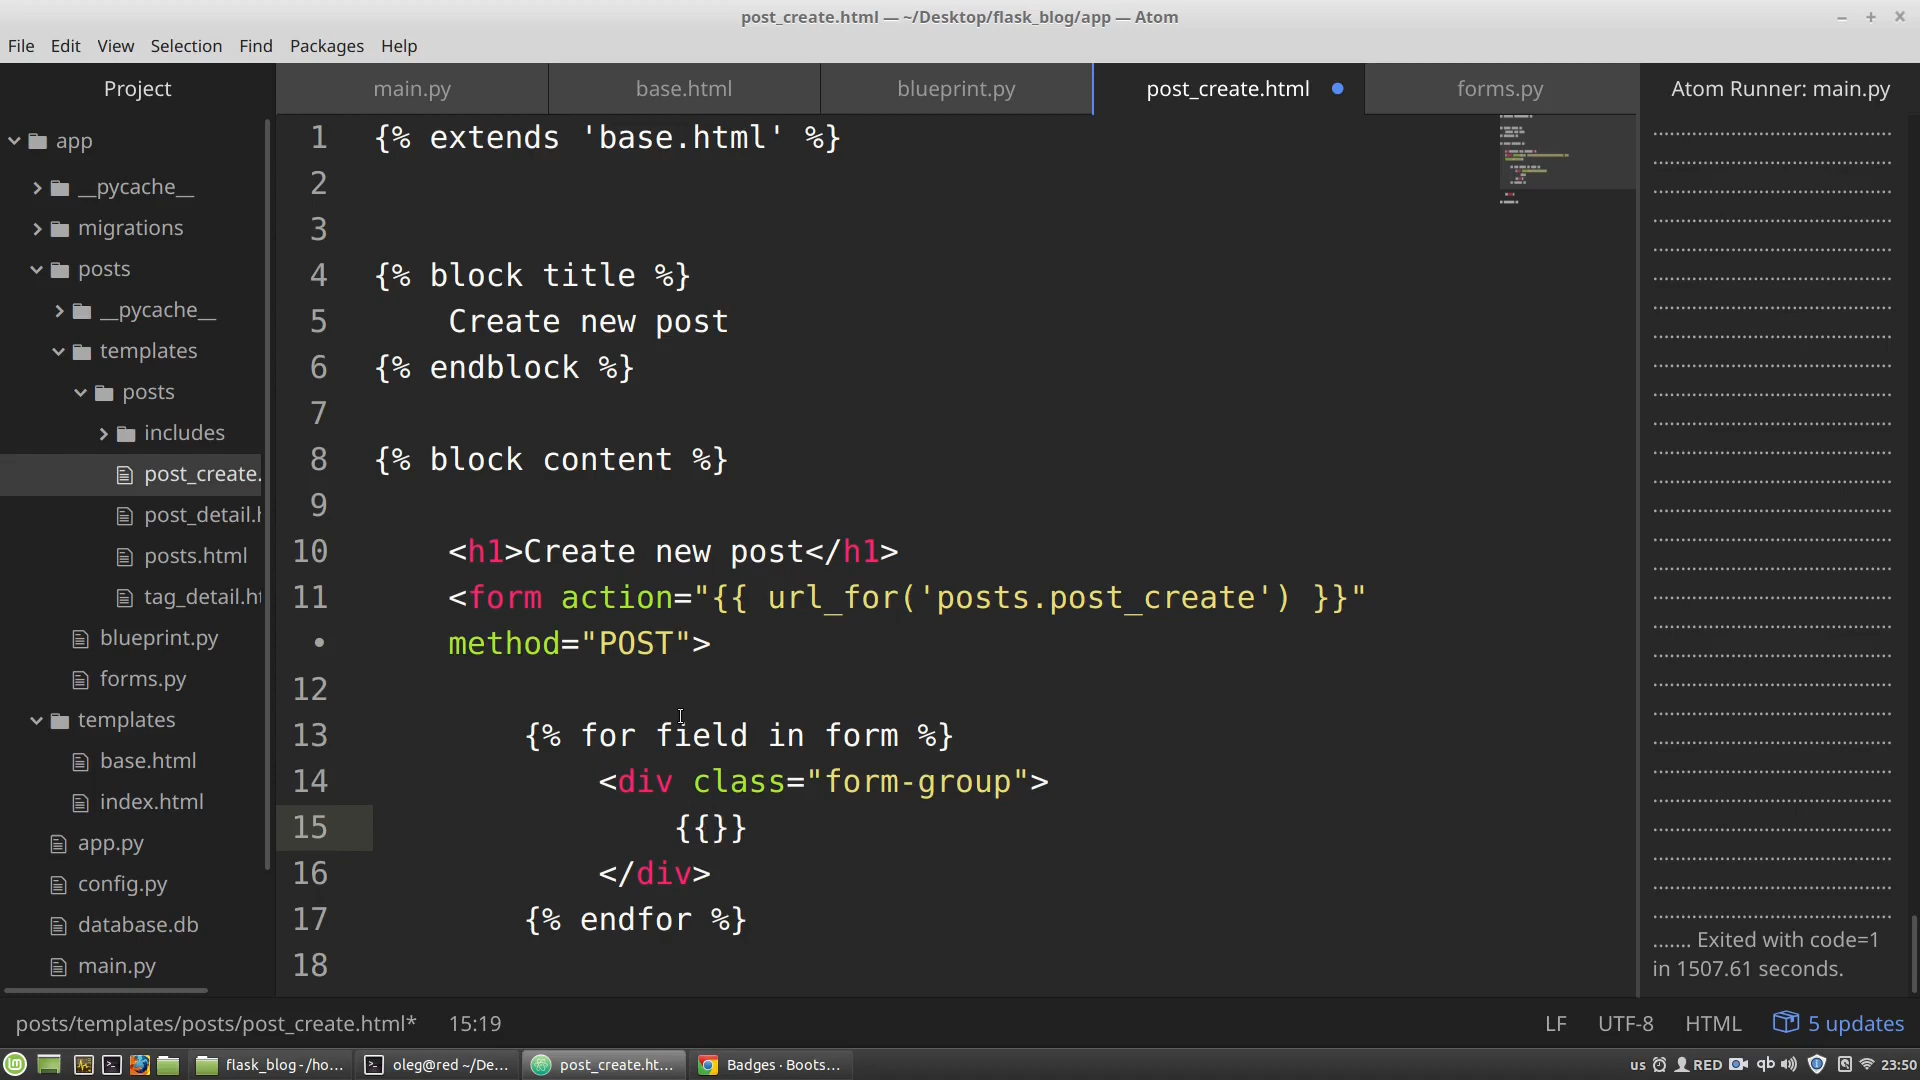 post_create.html — ~/Desktop/flask_blog/app — Atom
File Edit View Selection Find Packages Help
Project
main.py
base.html
blueprint.py
post_create.html
forms.py
Atom Runner: main.py
app
__pycache__
migrations
posts
__pycache__
templates
posts
includes
post_create.
post_detail.h
posts.html
tag_detail.ht
blueprint.py
forms.py
templates
base.html
index.html
app.py
config.py
database.db
main.py
1 {% extends 'base.html' %}
2
3
4 {% block title %}
5 Create new post
6 {% endblock %}
7
8 {% block content %}
9
10 <h1>Create new post</h1>
11 <form action="{{ url_for('posts.post_create') }}"
• method="POST">
12
13 {% for field in form %}
14 <div class="form-group">
15 {{}}
16 </div>
17 {% endfor %}
18
....... Exited with code=1
in 1507.61 seconds.
posts/templates/posts/post_create.html* 15:19
LF UTF-8 HTML 5 updates
flask_blog - /ho...
oleg@red ~/De...
post_create.ht...
Badges · Boots...
us RED qb 23:50